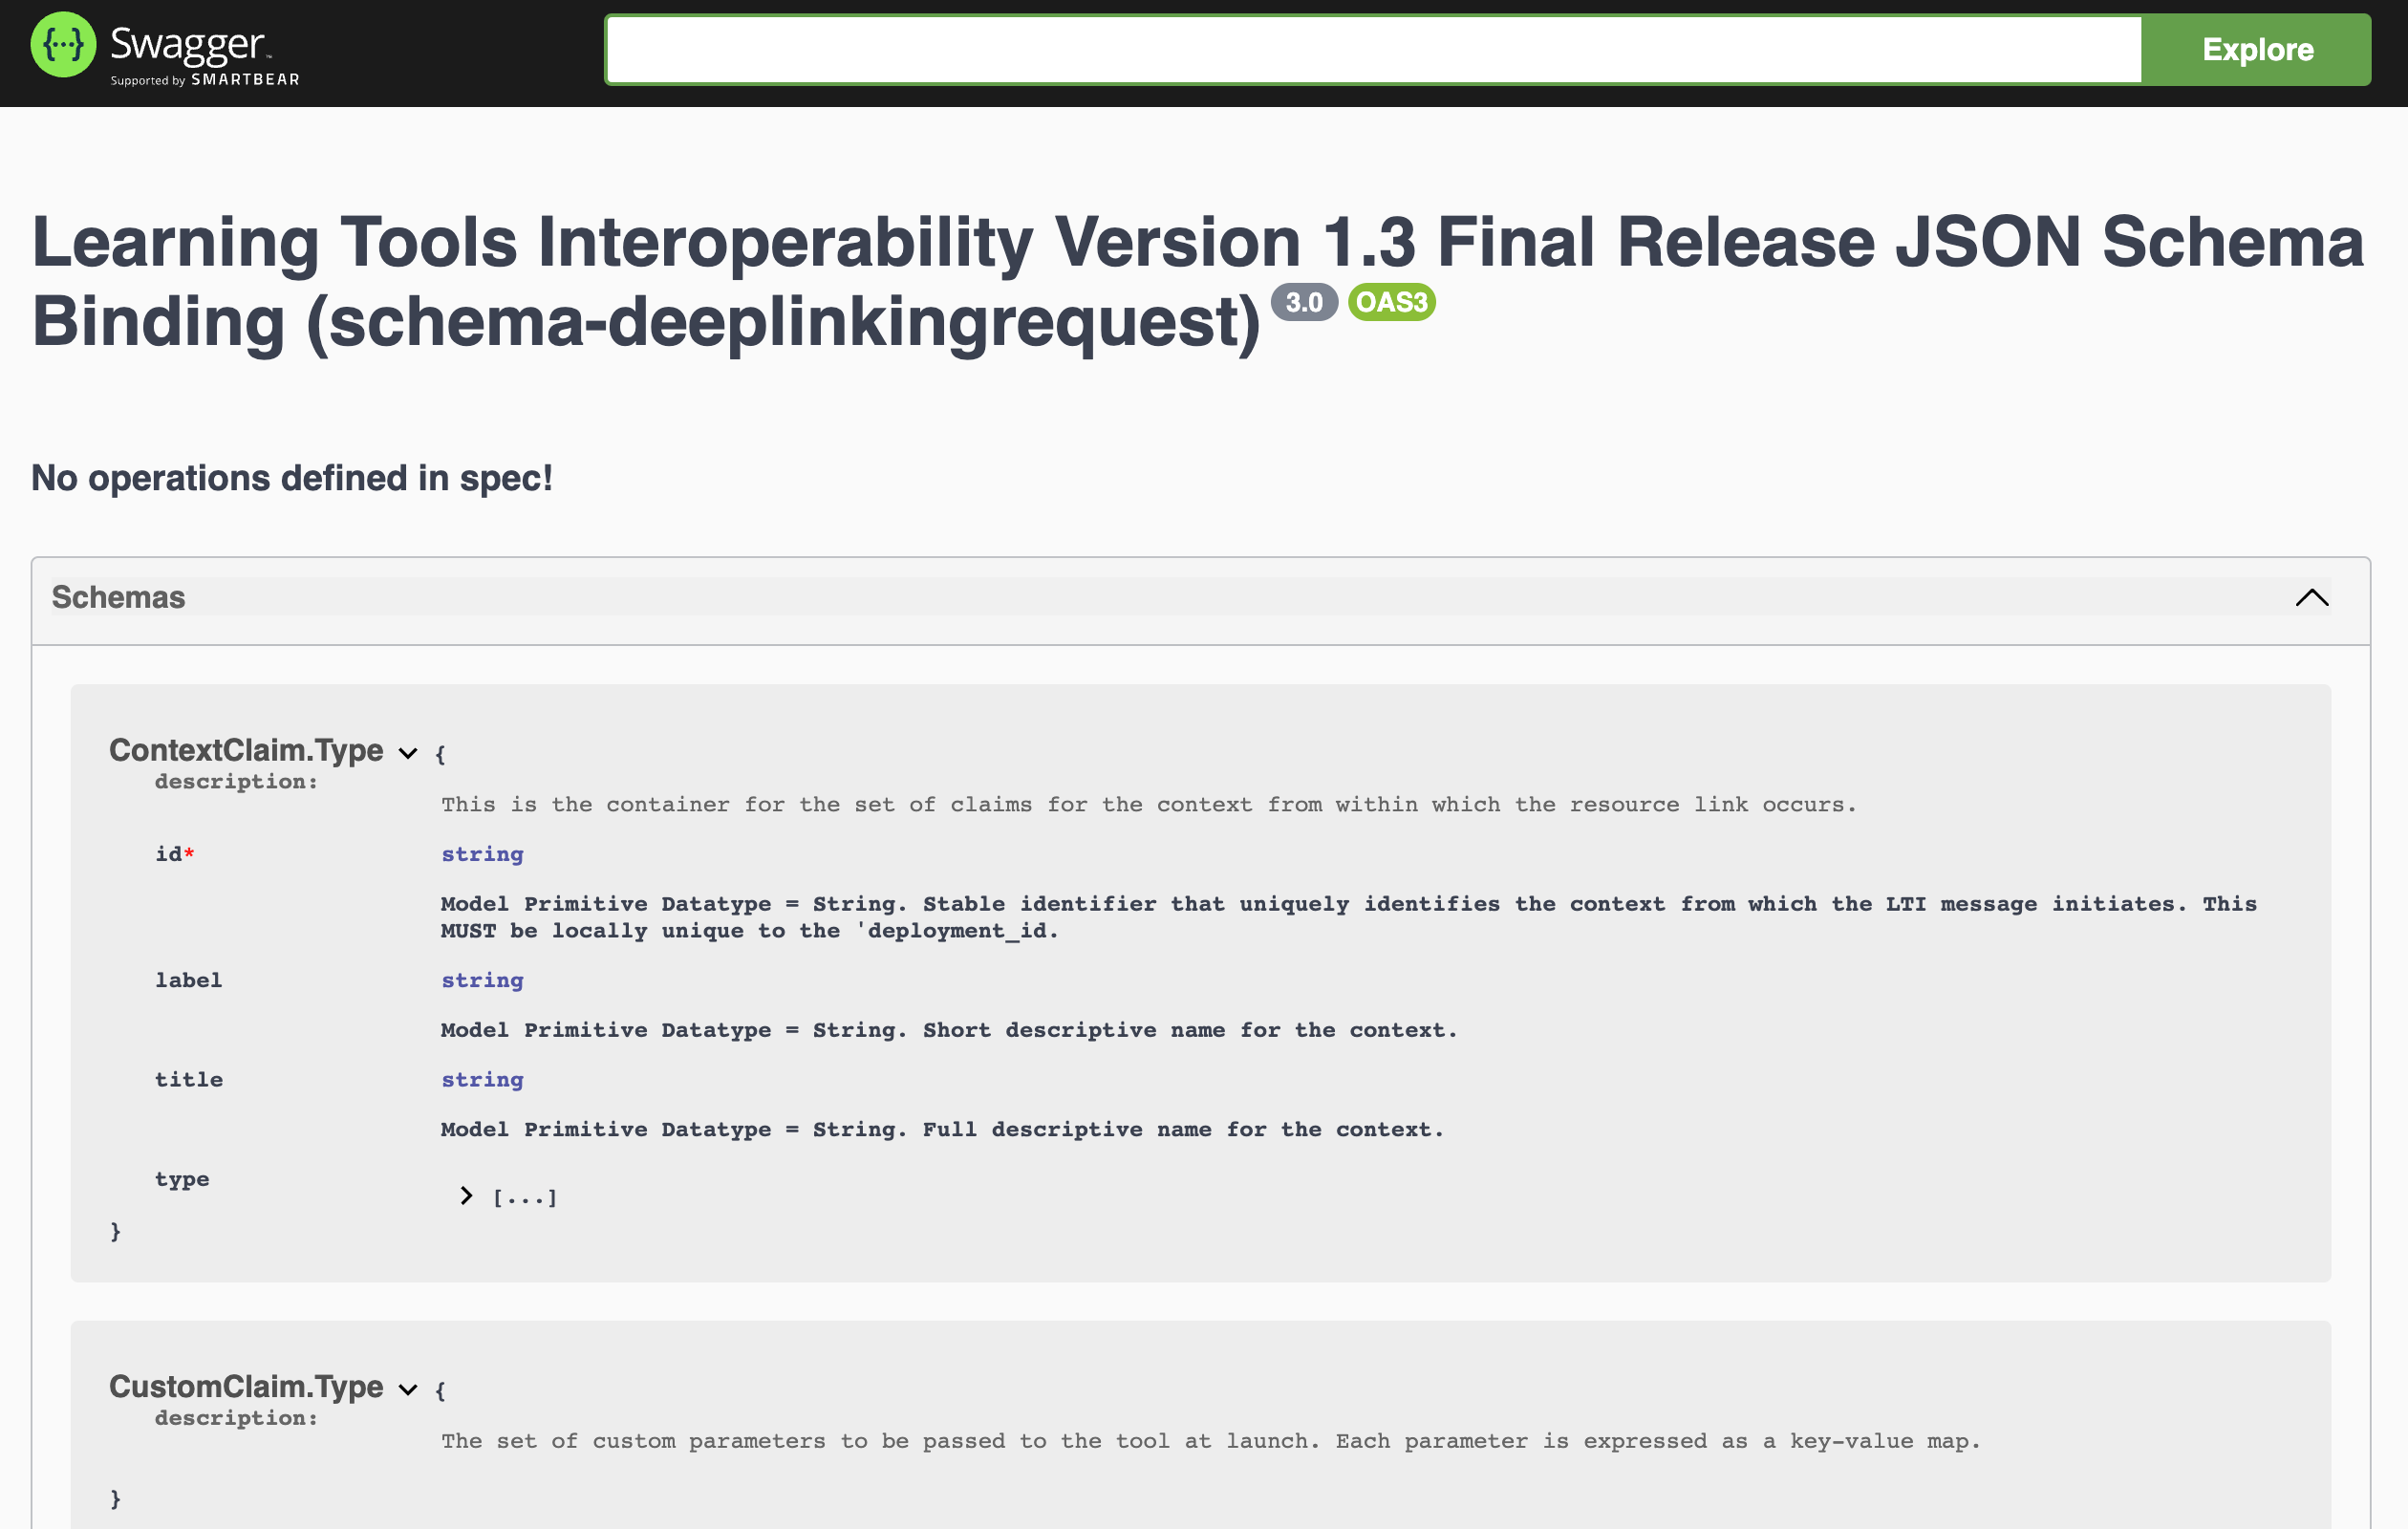 {···} Swagger™
Supported by SMARTBEAR
Explore
Learning Tools Interoperability Version 1.3 Final Release JSON Schema
Binding (schema-deeplinkingrequest) 3.0 OAS3
No operations defined in spec!
Schemas
ContextClaim.Type {
description:
This is the container for the set of claims for the context from within which the resource link occurs.
id* string
Model Primitive Datatype = String. Stable identifier that uniquely identifies the context from which the LTI message initiates. This
MUST be locally unique to the 'deployment_id.
label string
Model Primitive Datatype = String. Short descriptive name for the context.
title string
Model Primitive Datatype = String. Full descriptive name for the context.
type [...]
}
CustomClaim.Type {
description:
The set of custom parameters to be passed to the tool at launch. Each parameter is expressed as a key-value map.
}